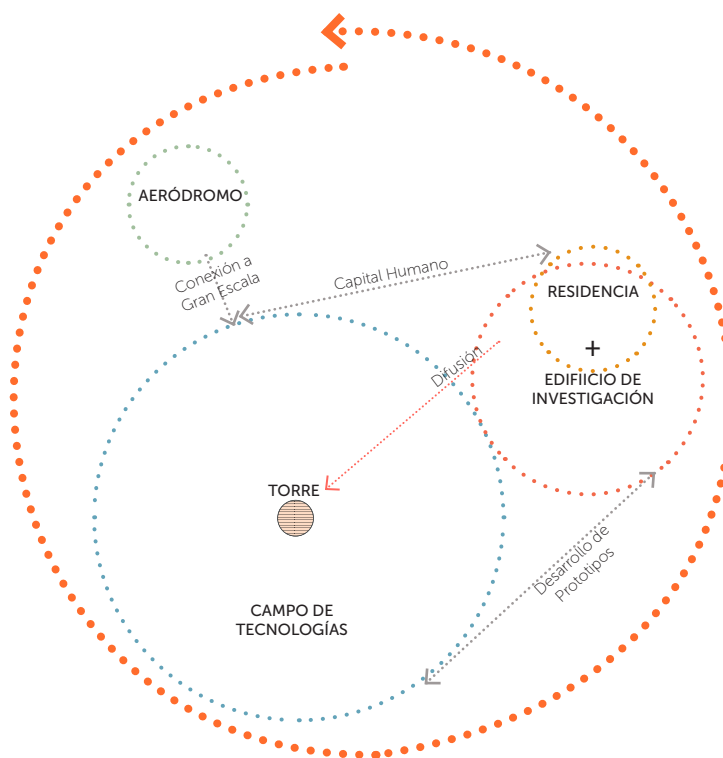 AERÓDROMO
Conexión a
Gran Escala
Capital Humano
RESIDENCIA
+
EDIFIICIO DE
INVESTIGACIÓN
Difusión
TORRE
Desarrollo de
Prototipos
CAMPO DE
TECNOLOGÍAS